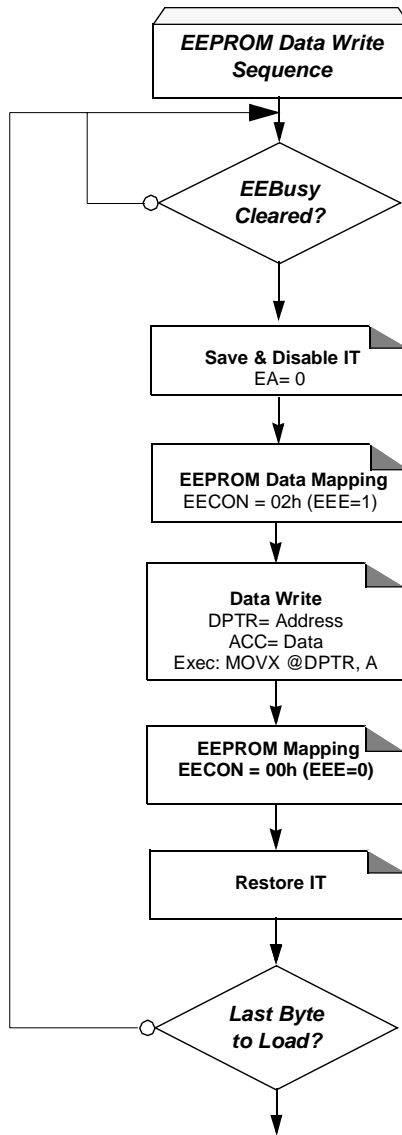 EEPROM Data Write
Sequence
EEBusy
Cleared?
Save & Disable IT
EA= 0
EEPROM Data Mapping
EECON = 02h (EEE=1)
Data Write
DPTR= Address
ACC= Data
Exec: MOVX @DPTR, A
EEPROM Mapping
EECON = 00h (EEE=0)
Restore IT
Last Byte
to Load?